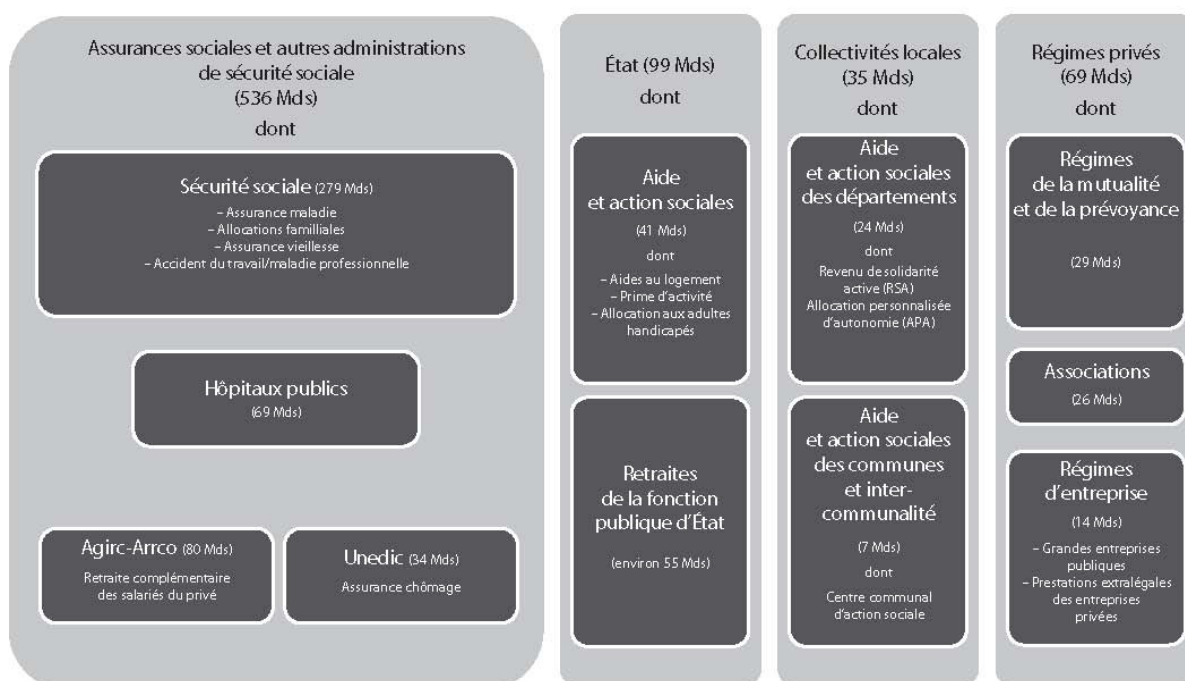 Assurances sociales et autres administrations
de sécurité sociale
(536 Mds)
dont
Sécurité sociale (279 Mds)
– Assurance maladie
– Allocations familliales
– Assurance vieillesse
– Accident du travail/maladie professionnelle
Hôpitaux publics
(69 Mds)
Agirc-Arrco (80 Mds)
Retraite complémentaire
des salariés du privé
Unedic (34 Mds)
Assurance chômage
État (99 Mds)
dont
Aide
et action sociales
(41 Mds)
dont
– Aides au logement
– Prime d'activité
– Allocation aux adultes
handicapés
Retraites
de la fonction
publique d'État
(environ 55 Mds)
Collectivités locales
(35 Mds)
dont
Aide
et action sociales
des départements
(24 Mds)
dont
Revenu de solidarité
active (RSA)
Allocation personnalisée
d'autonomie (APA)
Aide
et action sociales
des communes
et inter-
communalité
(7 Mds)
dont
Centre communal
d'action sociale
Régimes privés
(69 Mds)
dont
Régimes
de la mutualité
et de la prévoyance
(29 Mds)
Associations
(26 Mds)
Régimes
d'entreprise
(14 Mds)
– Grandes entreprises
publiques
– Prestations extralégales
des entreprises
privées